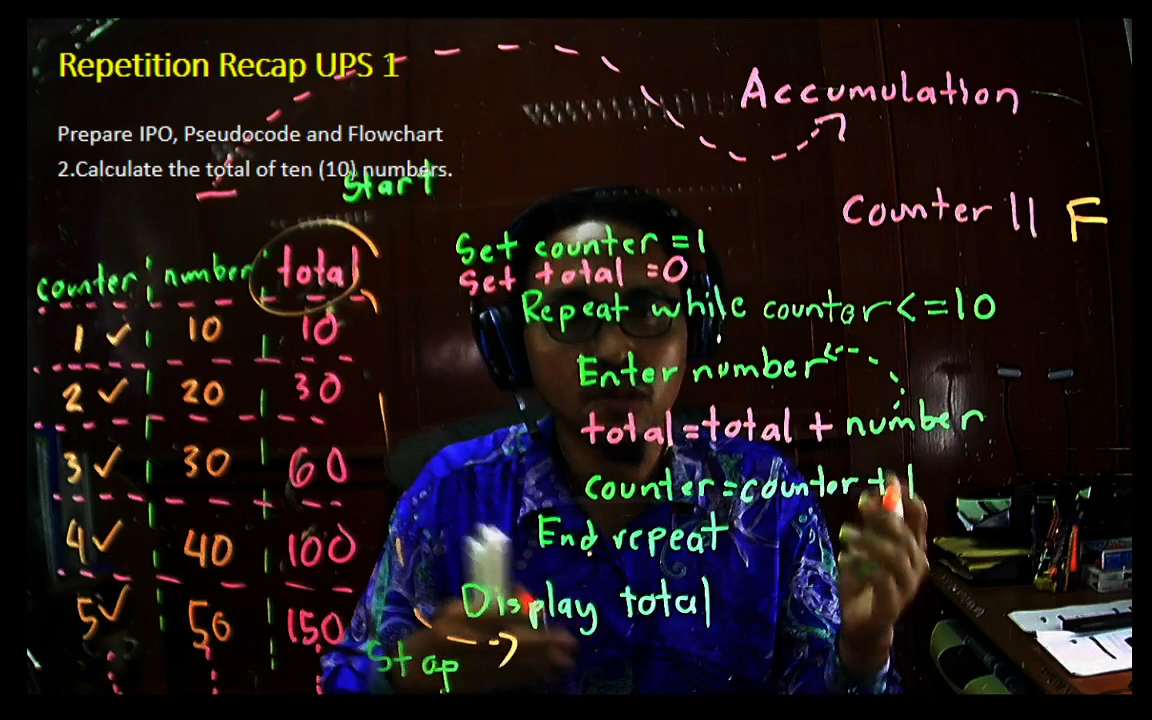 Repetition Recap UPS 1
Accumulation
Prepare IPO, Pseudocode and Flowchart
2.Calculate the total of ten (10) numbers.
Start
Counter 11 F
Set counter = 1
Set total = 0
Repeat while counter <= 10
Enter number
total = total + number
counter = counter + 1
End repeat
Display total
Stop
counter number total
1 ✓ 10 10
2 ✓ 20 30
3 ✓ 30 60
4 ✓ 40 100
5 ✓ 50 150